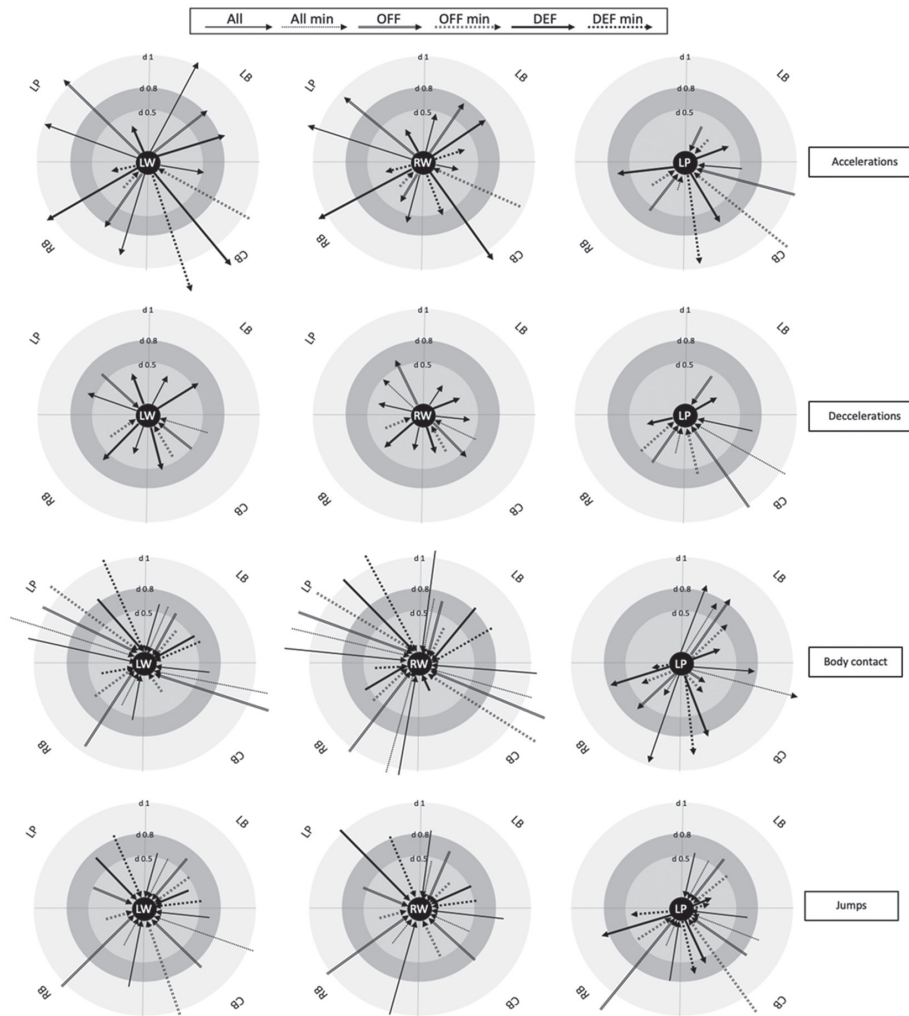 All All min OFF OFF min DEF DEF min
d 1 d 1 d 1
LP LB LP LB LB
d 0.8 d 0.8 d 0.8
d 0.5 d 0.5 d 0.5
LW RW LP Accelerations
RB CB RB CB RB CB
d 1 d 1 d 1
LP LB LP LB LB
d 0.8 d 0.8 d 0.8
d 0.5 d 0.5 d 0.5
LW RW LP Deccelerations
RB CB RB CB RB CB
d 1 d 1 d 1
LP LB LP LB LB
d 0.8 d 0.8 d 0.8
d 0.5 d 0.5 d 0.5
LW RW LP Body contact
RB CB RB CB RB CB
d 1 d 1 d 1
LP LB LP LB LB
d 0.8 d 0.8 d 0.8
d 0.5 d 0.5 d 0.5
LW RW LP Jumps
RB CB RB CB RB CB